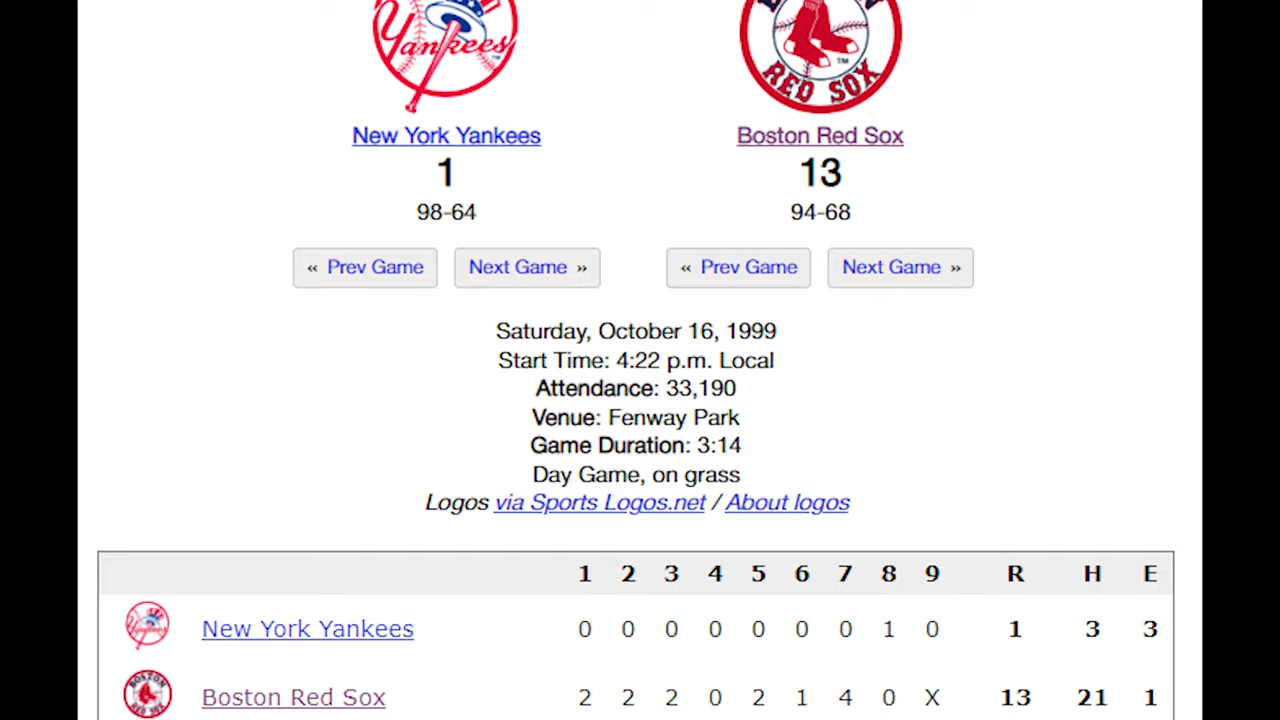 Yankees
RED SOX
New York Yankees
Boston Red Sox
1
13
98-64
94-68
« Prev Game
Next Game »
« Prev Game
Next Game »
Saturday, October 16, 1999
Start Time: 4:22 p.m. Local
Attendance: 33,190
Venue: Fenway Park
Game Duration: 3:14
Day Game, on grass
Logos via Sports Logos.net / About logos
1 2 3 4 5 6 7 8 9 R H E
New York Yankees 0 0 0 0 0 0 0 1 0 1 3 3
Boston Red Sox 2 2 2 0 2 1 4 0 X 13 21 1